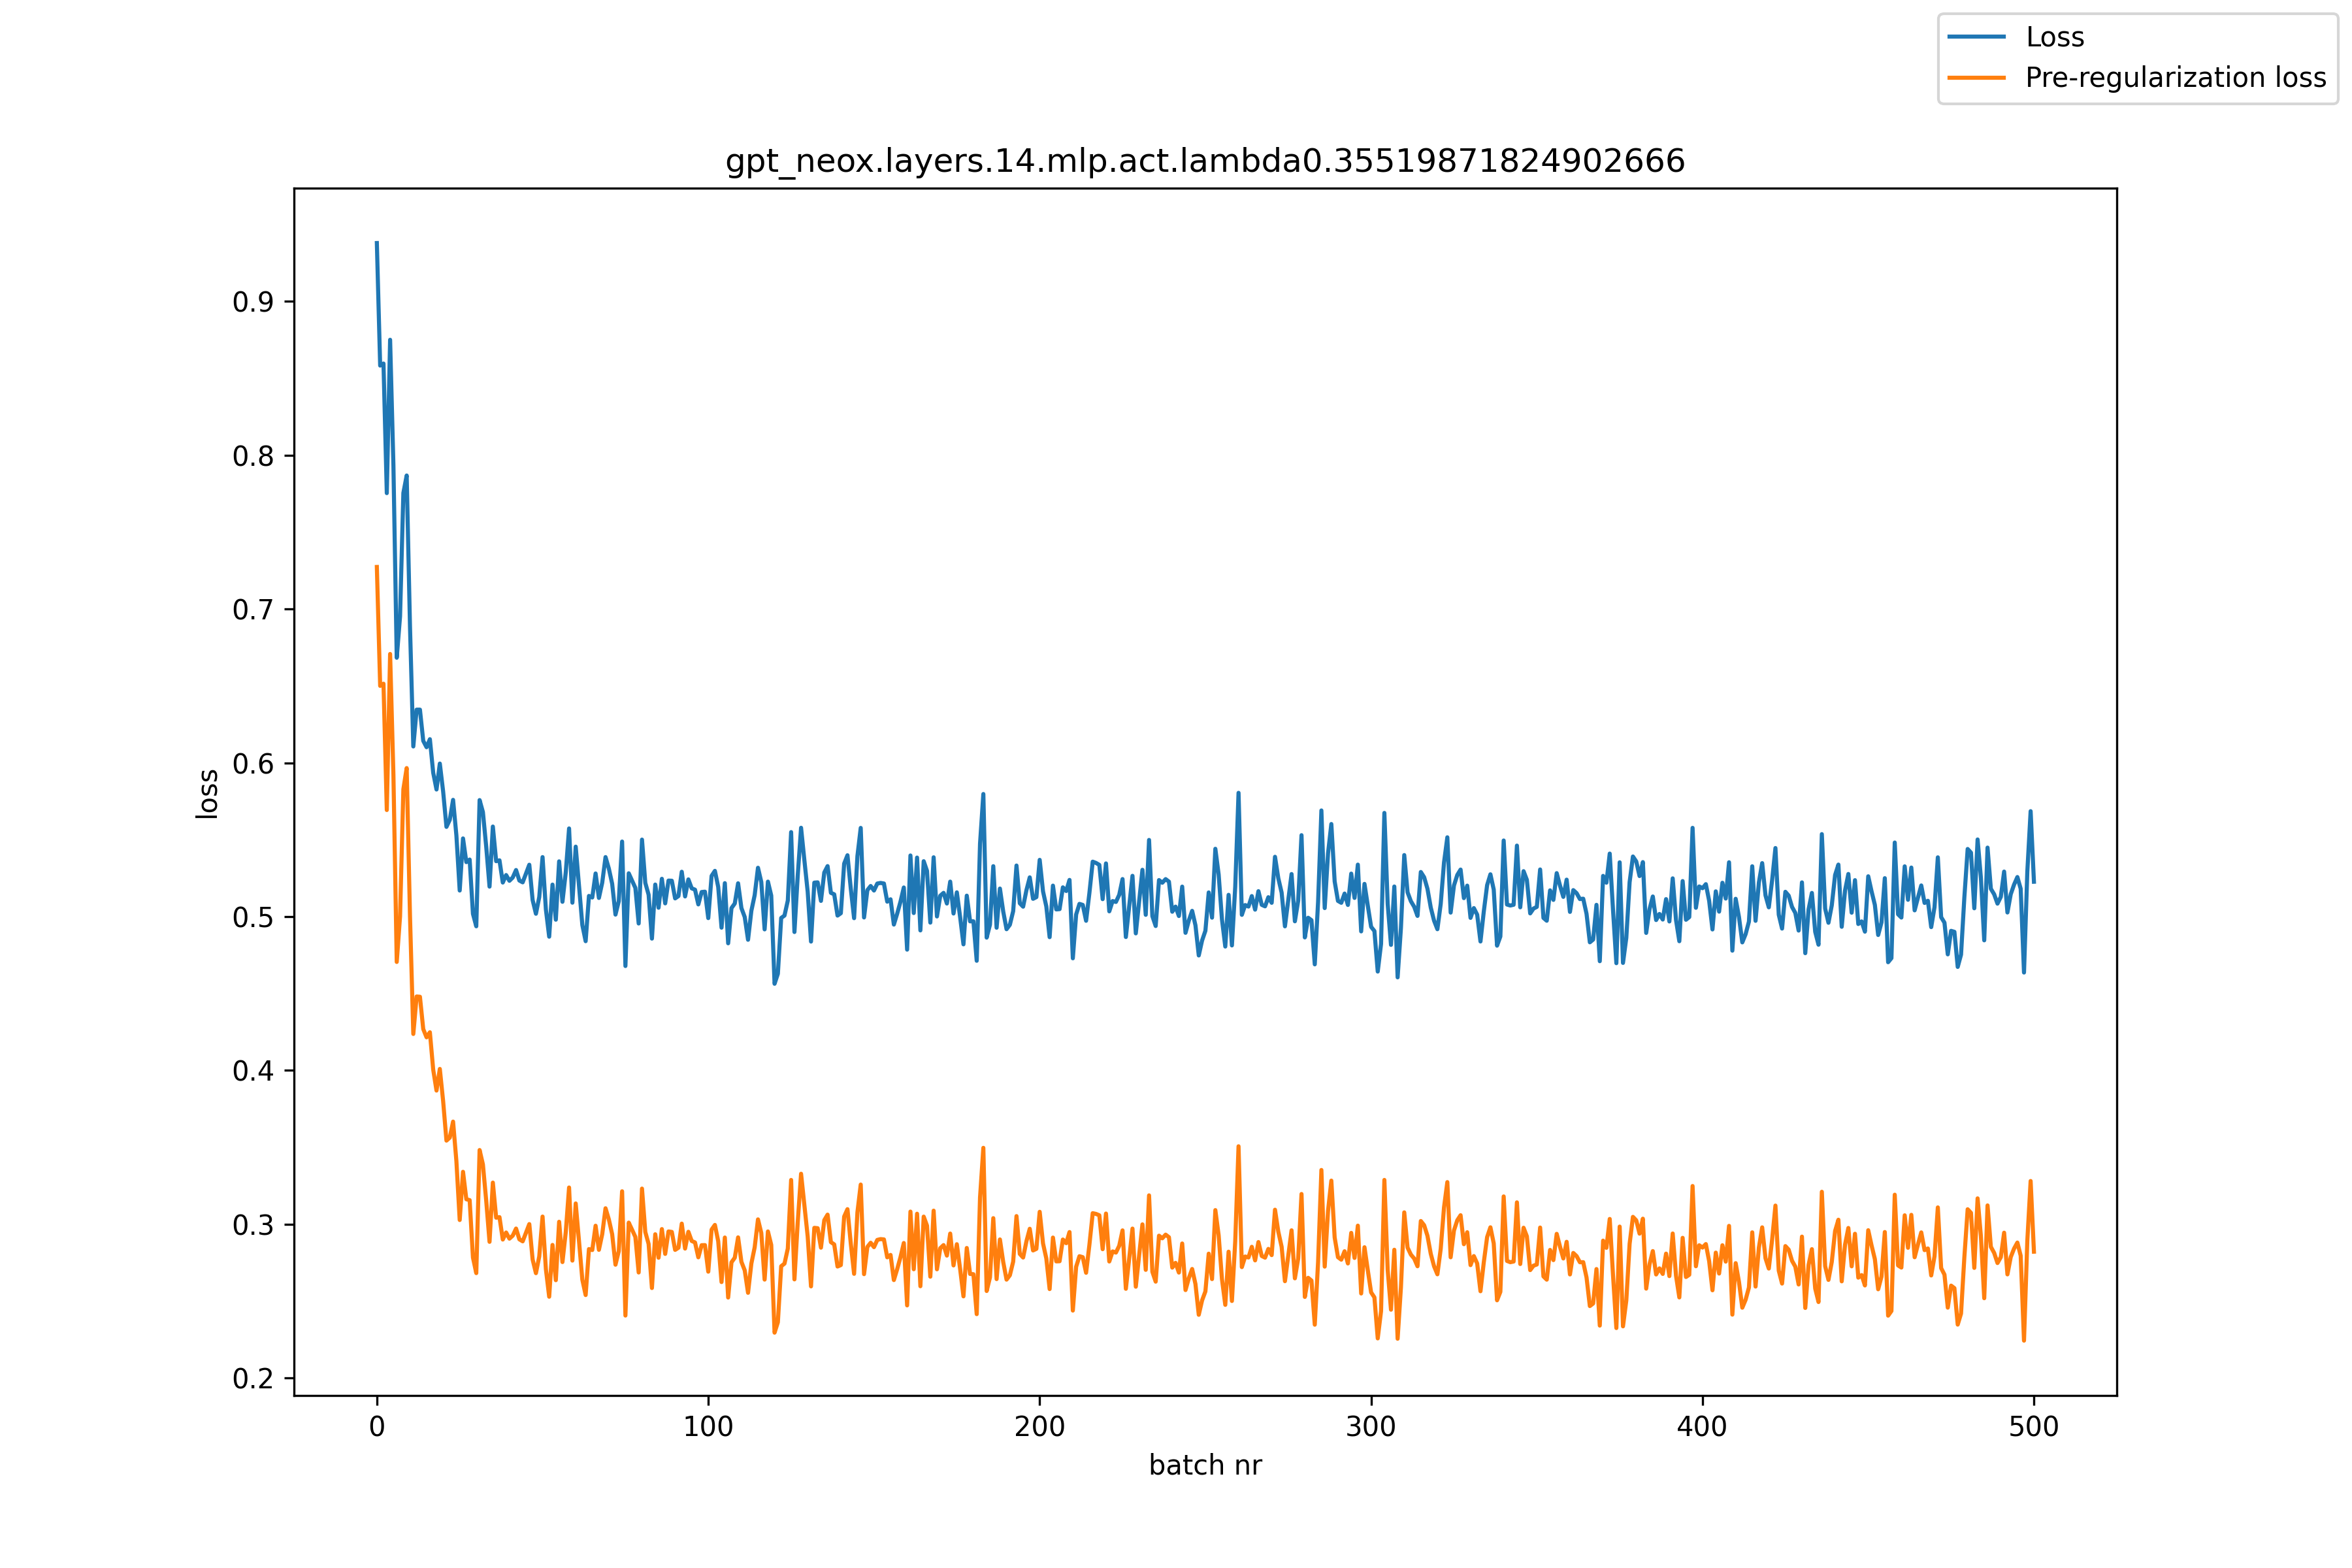 Loss
Pre-regularization loss
gpt_neox.layers.14.mlp.act.lambda0.35519871824902666
0.9
0.8
0.7
0.6
0.5
0.4
0.3
0.2
loss
0 100 200 300 400 500
batch nr